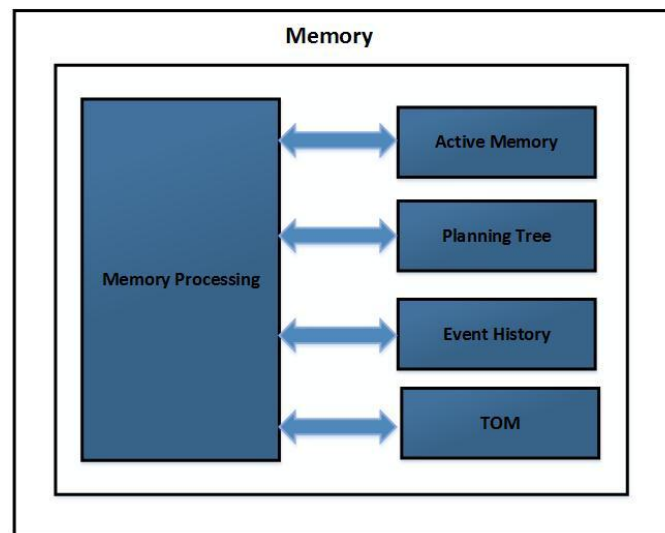 Memory
Memory Processing
Active Memory
Planning Tree
Event History
TOM